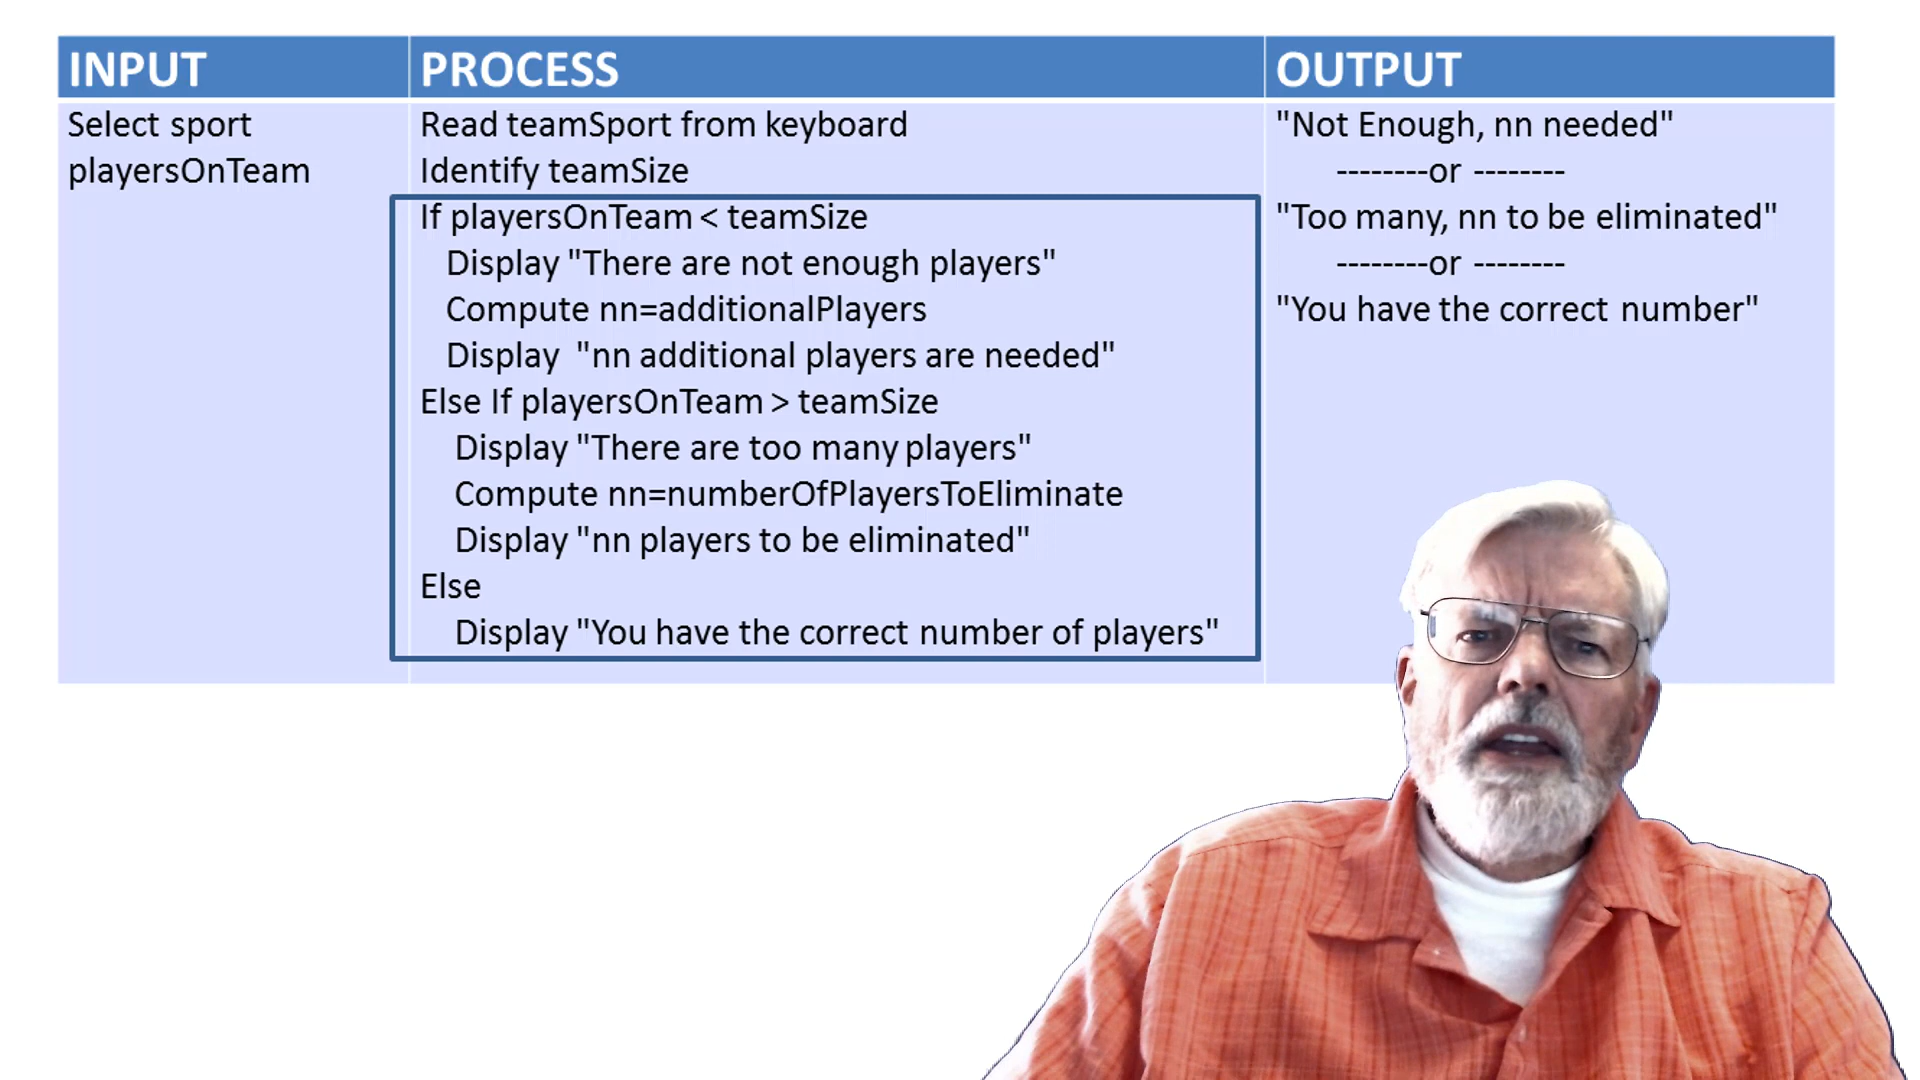 INPUT
PROCESS
OUTPUT
Select sport
playersOnTeam
Read teamSport from keyboard
Identify teamSize
If playersOnTeam < teamSize
Display "There are not enough players"
Compute nn=additionalPlayers
Display "nn additional players are needed"
Else If playersOnTeam > teamSize
Display "There are too many players"
Compute nn=numberOfPlayersToEliminate
Display "nn players to be eliminated"
Else
Display "You have the correct number of players"
"Not Enough, nn needed"
--------or --------
"Too many, nn to be eliminated"
--------or --------
"You have the correct number"